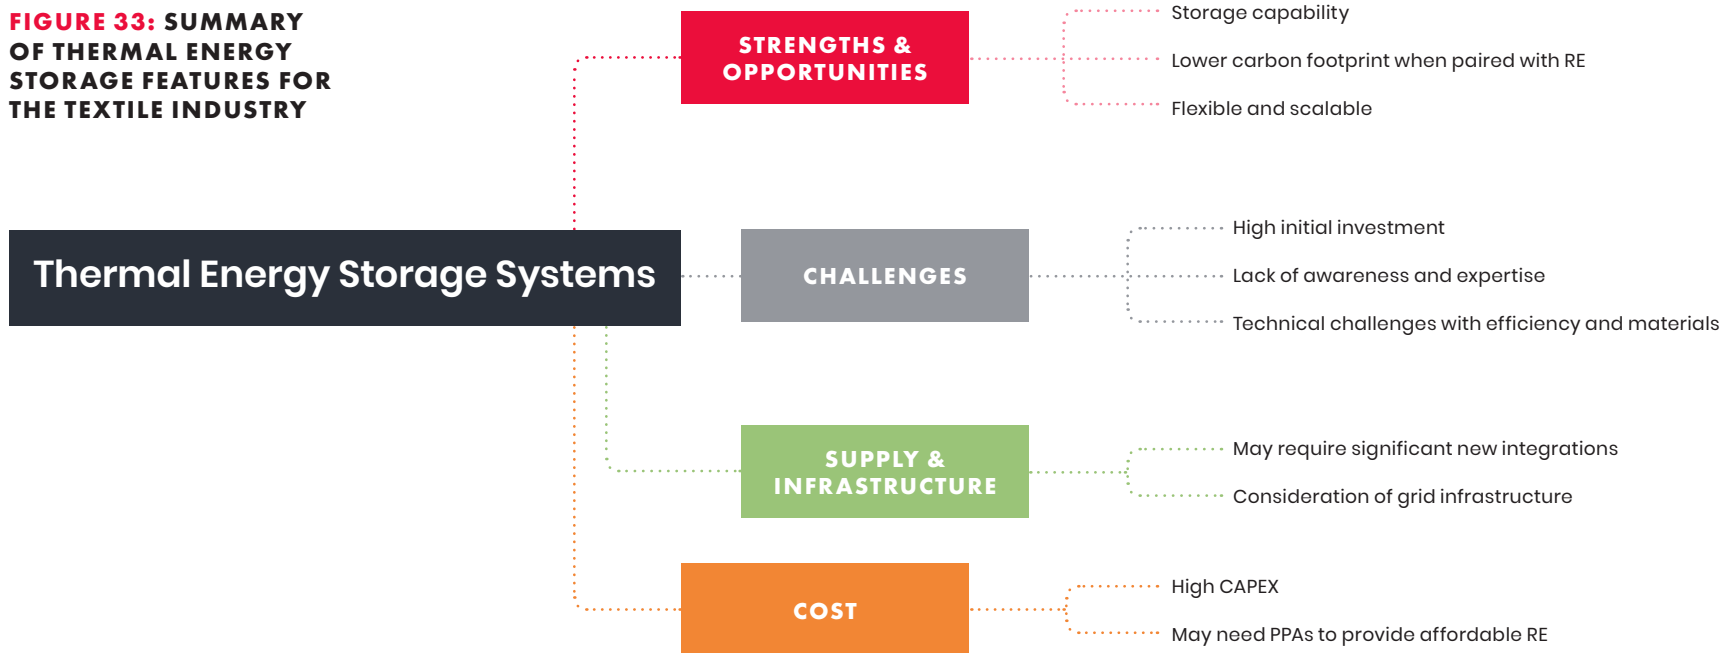 FIGURE 33: SUMMARY
OF THERMAL ENERGY
STORAGE FEATURES FOR
THE TEXTILE INDUSTRY
Thermal Energy Storage Systems
STRENGTHS &
OPPORTUNITIES
Storage capability
Lower carbon footprint when paired with RE
Flexible and scalable
CHALLENGES
High initial investment
Lack of awareness and expertise
Technical challenges with efficiency and materials
SUPPLY &
INFRASTRUCTURE
May require significant new integrations
Consideration of grid infrastructure
COST
High CAPEX
May need PPAs to provide affordable RE